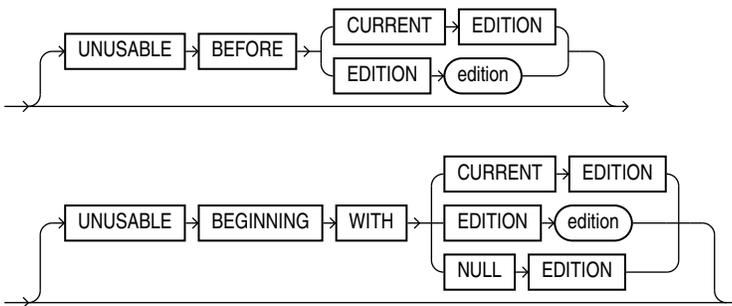 CURRENT EDITION
UNUSABLE BEFORE
EDITION edition
CURRENT EDITION
UNUSABLE BEGINNING WITH EDITION edition
NULL EDITION